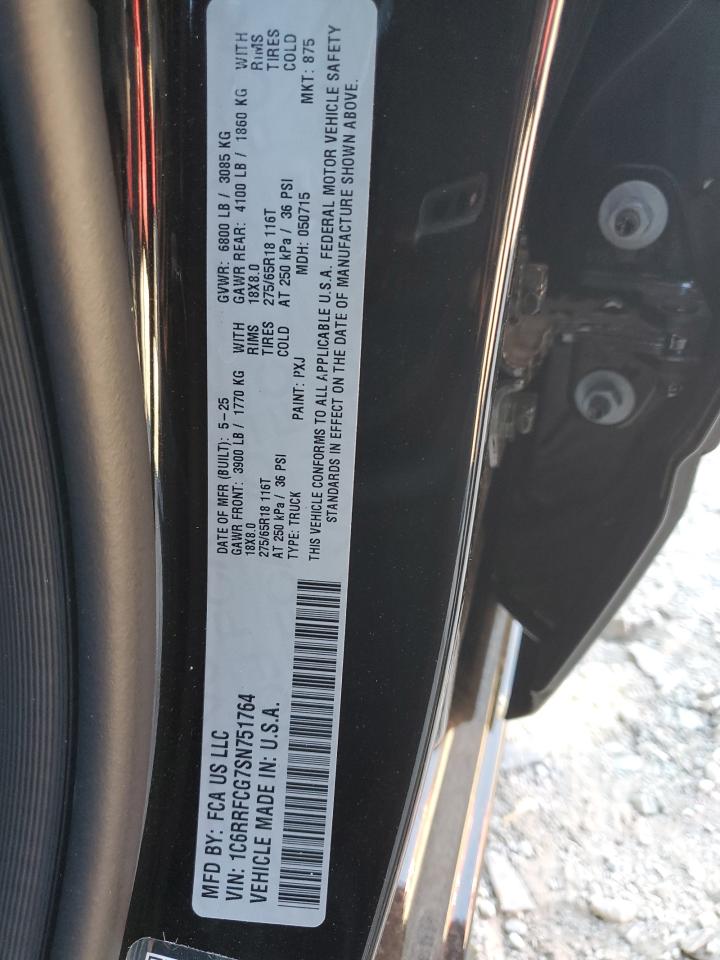 MFD BY: FCA US LLC
VIN: 1C6RRFCG7SN751764
VEHICLE MADE IN: U.S.A.
DATE OF MFR (BUILT): 5-25 GVWR: 6800 LB / 3085 KG
GAWR FRONT: 3900 LB / 1770 KG WITH GAWR REAR: 4100 LB / 1860 KG WITH
18X8.0 RIMS 18X8.0 RIMS
275/65R18 116T TIRES 275/65R18 116T TIRES
AT 250 kPa / 36 PSI COLD AT 250 kPa / 36 PSI COLD
TYPE: TRUCK PAINT: PXJ MDH: 050715 MKT: 875
THIS VEHICLE CONFORMS TO ALL APPLICABLE U.S.A. FEDERAL MOTOR VEHICLE SAFETY
STANDARDS IN EFFECT ON THE DATE OF MANUFACTURE SHOWN ABOVE.